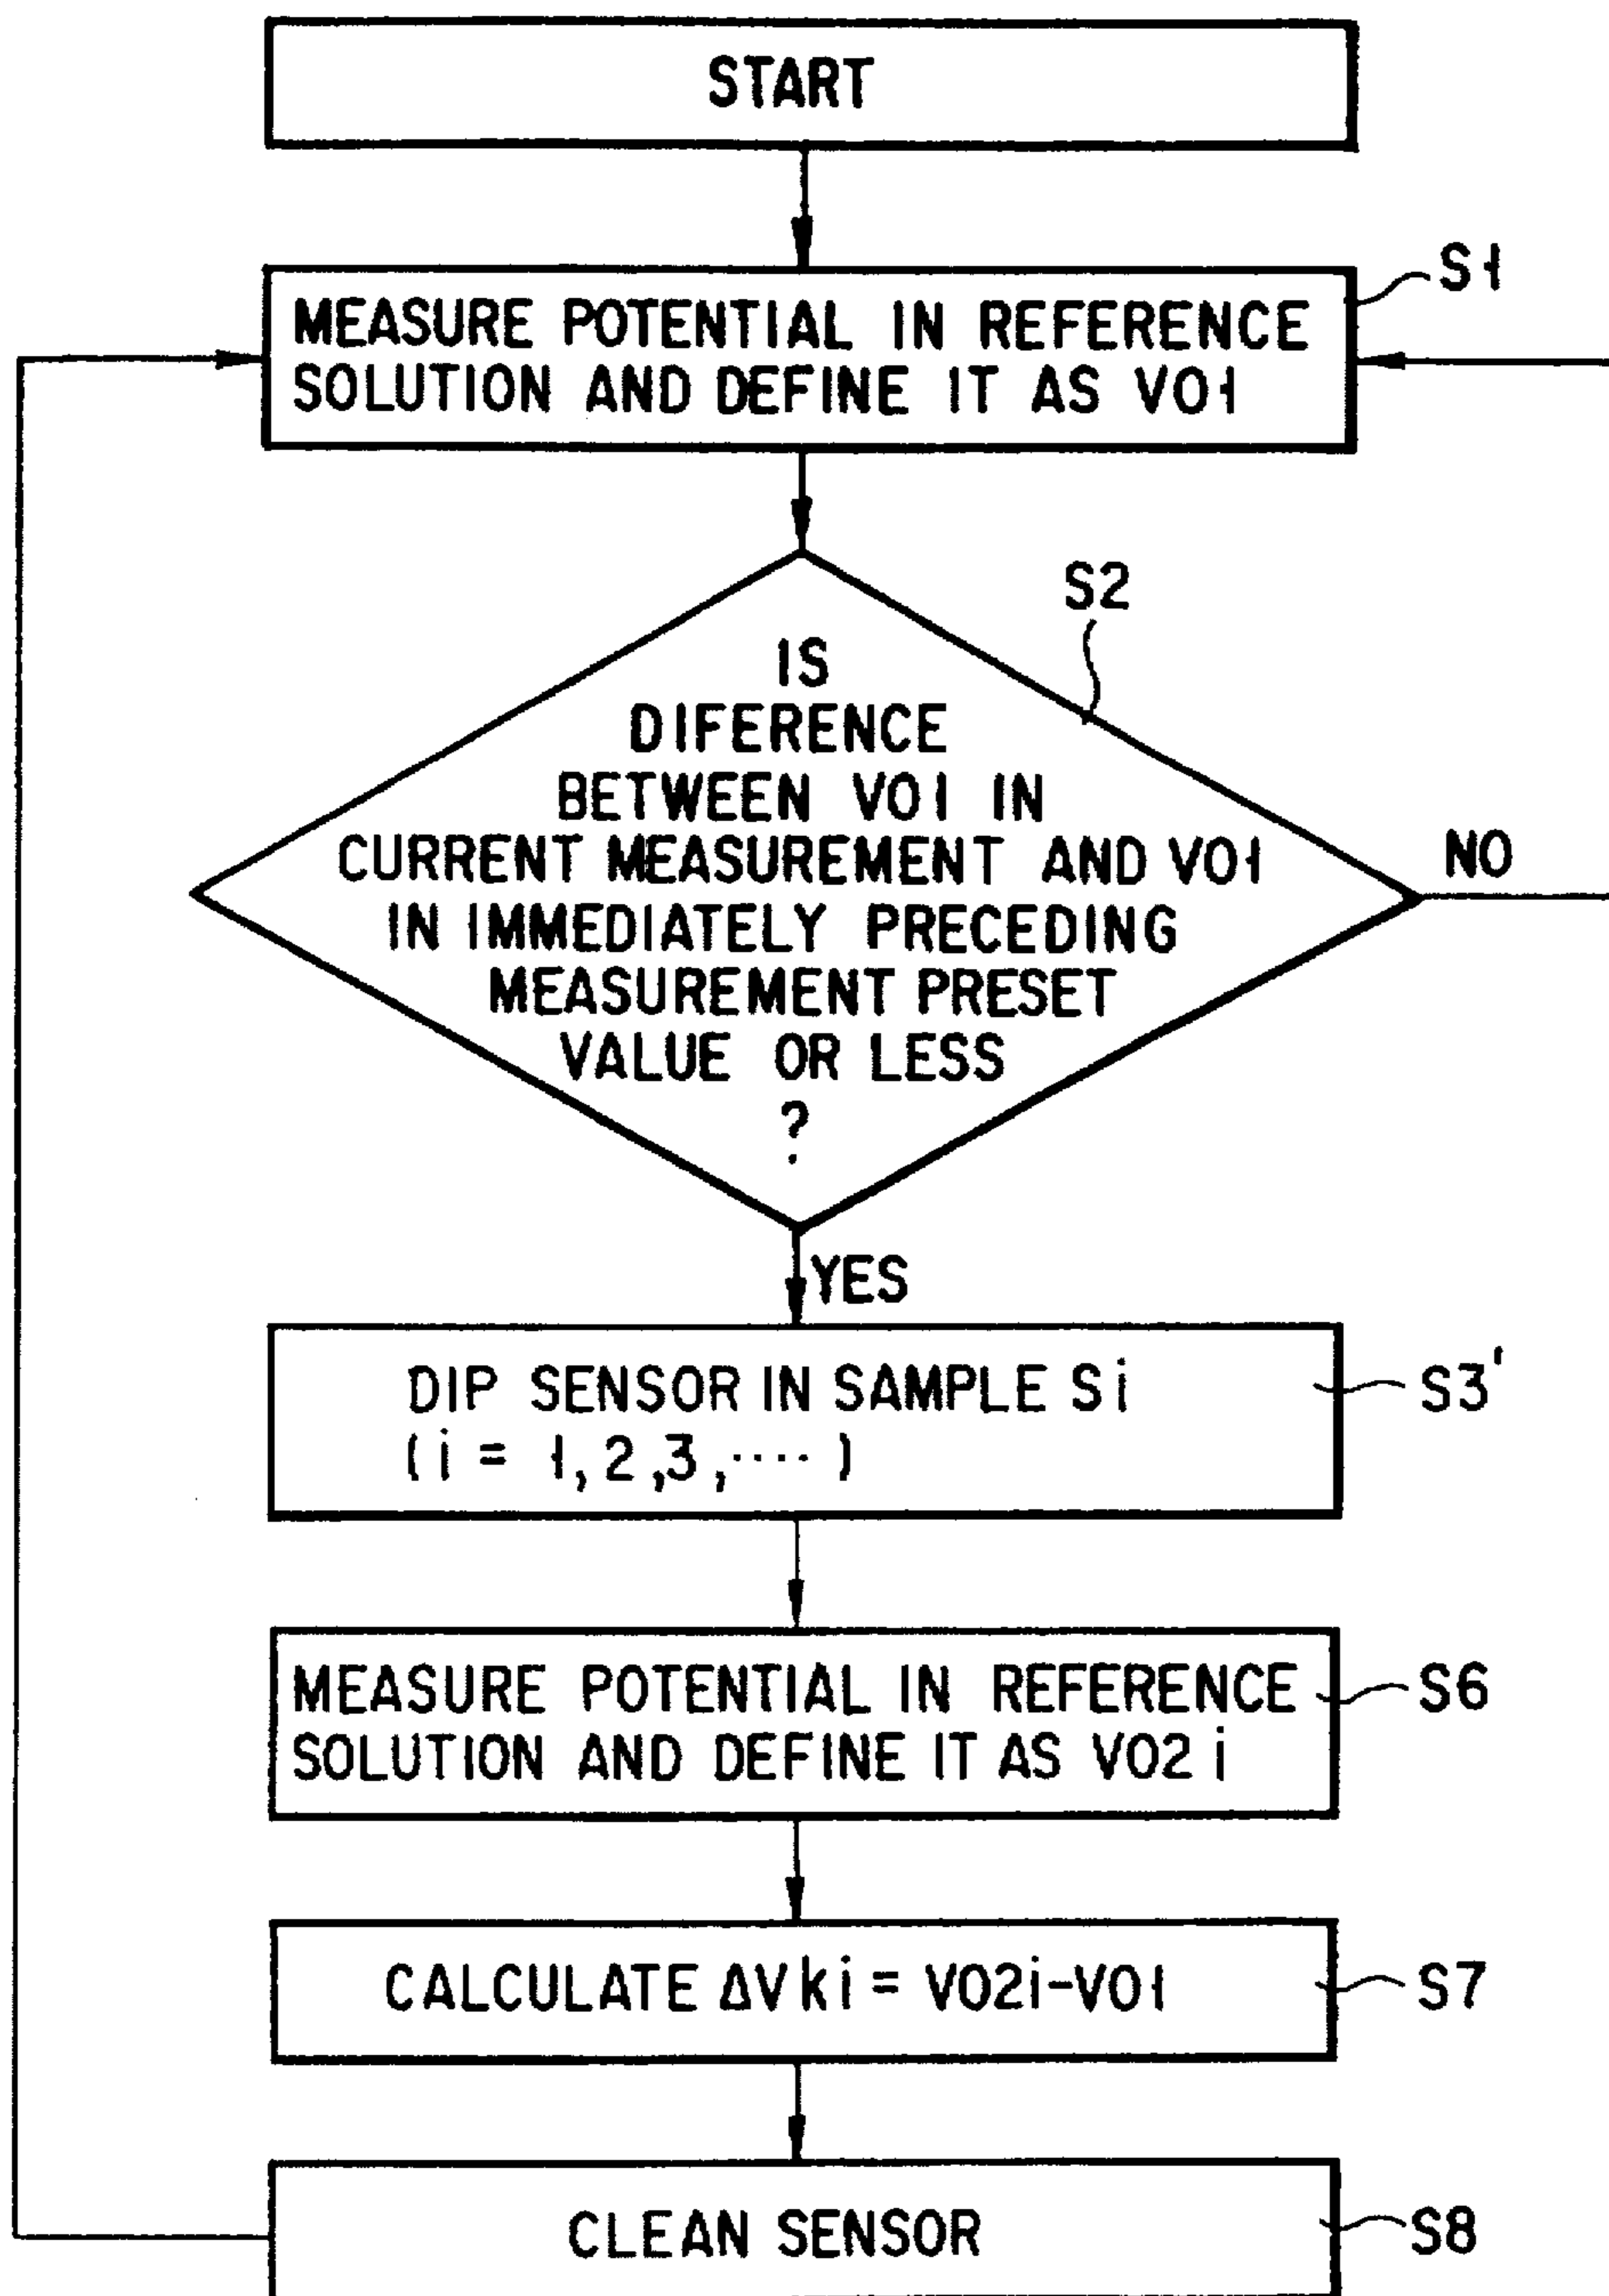 START
S1
MEASURE POTENTIAL IN REFERENCE
SOLUTION AND DEFINE IT AS V01
S2
IS
DIFERENCE
BETWEEN V01 IN
CURRENT MEASUREMENT AND V01
IN IMMEDIATELY PRECEDING
MEASUREMENT PRESET
VALUE OR LESS
?
NO
YES
DIP SENSOR IN SAMPLE Si
(i = 1, 2, 3, ····)
S3'
MEASURE POTENTIAL IN REFERENCE
SOLUTION AND DEFINE IT AS V02i
S6
CALCULATE ΔVki = V02i-V01
S7
CLEAN SENSOR
S8